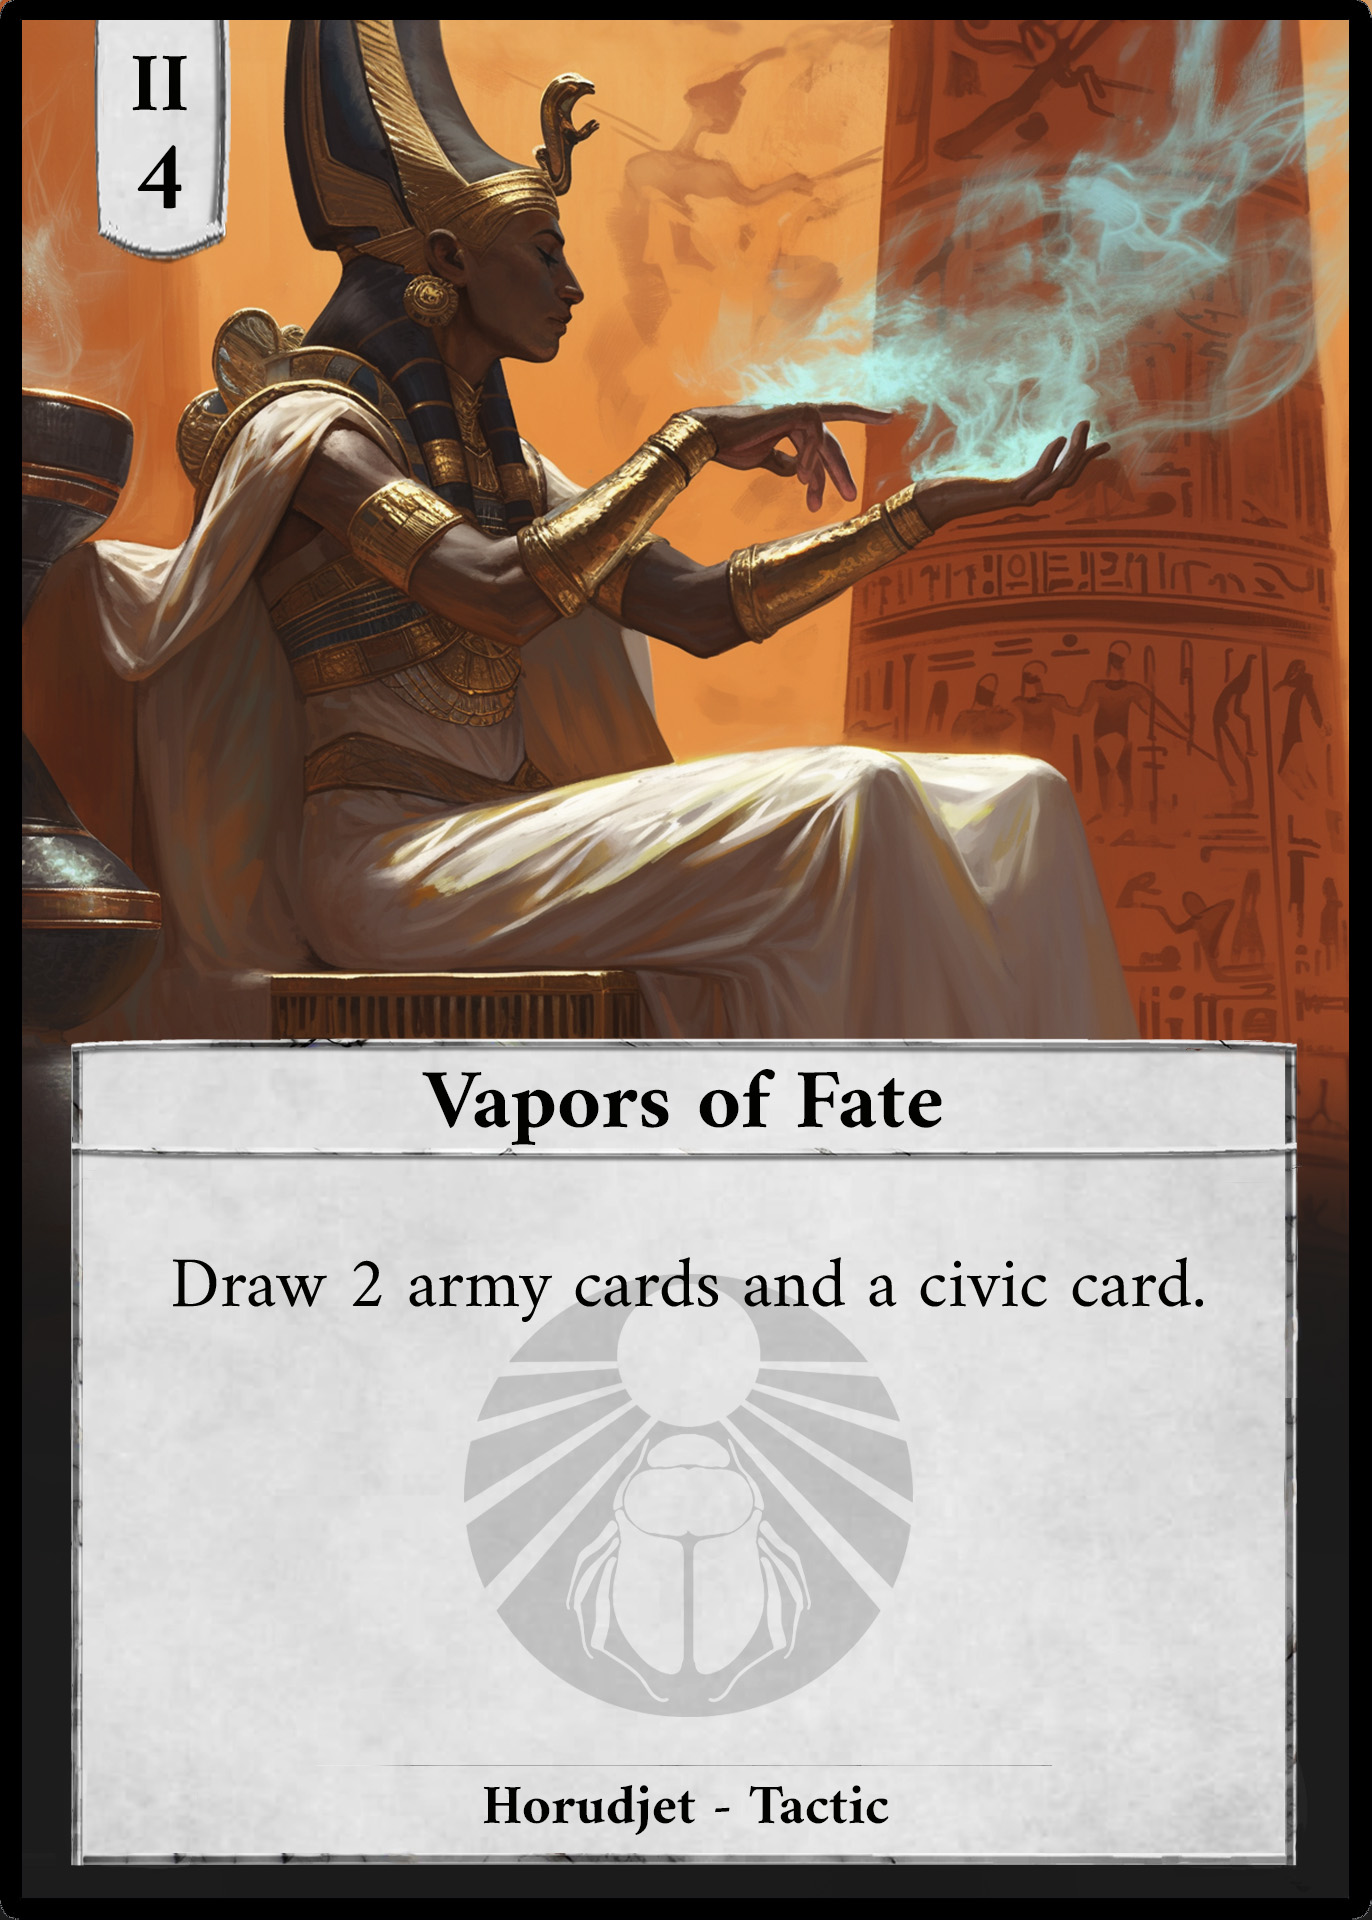 II
4
Vapors of Fate
Draw 2 army cards and a civic card.
Horudjet - Tactic